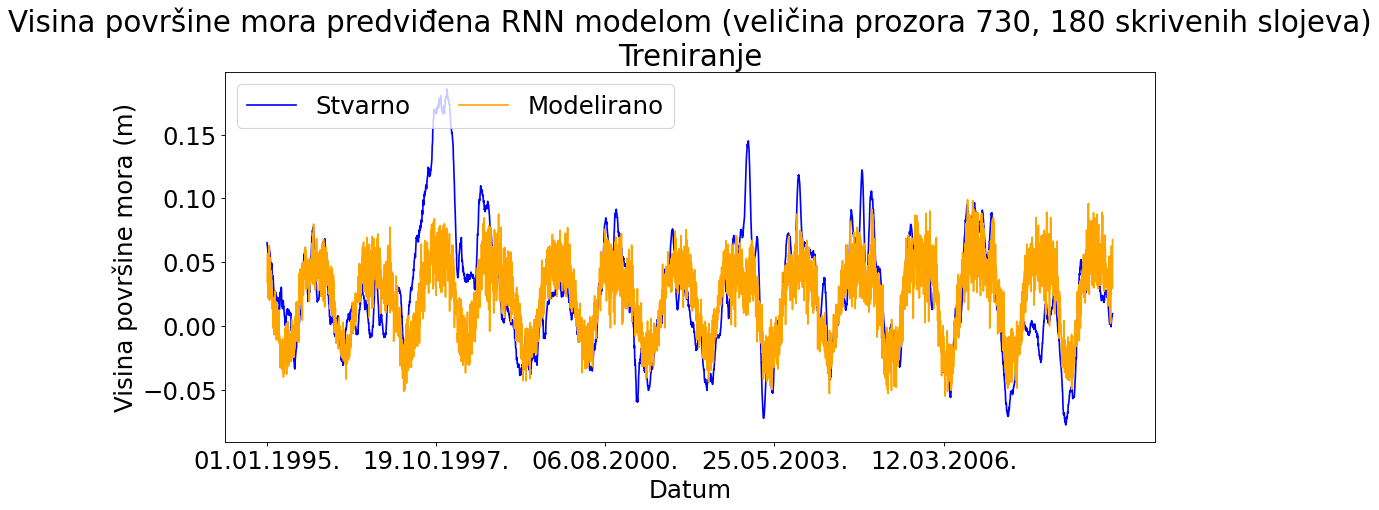 Visina površine mora predviđena RNN modelom (veličina prozora 730, 180 skrivenih slojeva)
Treniranje
Stvarno Modelirano
Visina površine mora (m)
0.15
0.10
0.05
0.00
−0.05
01.01.1995. 19.10.1997. 06.08.2000. 25.05.2003. 12.03.2006.
Datum